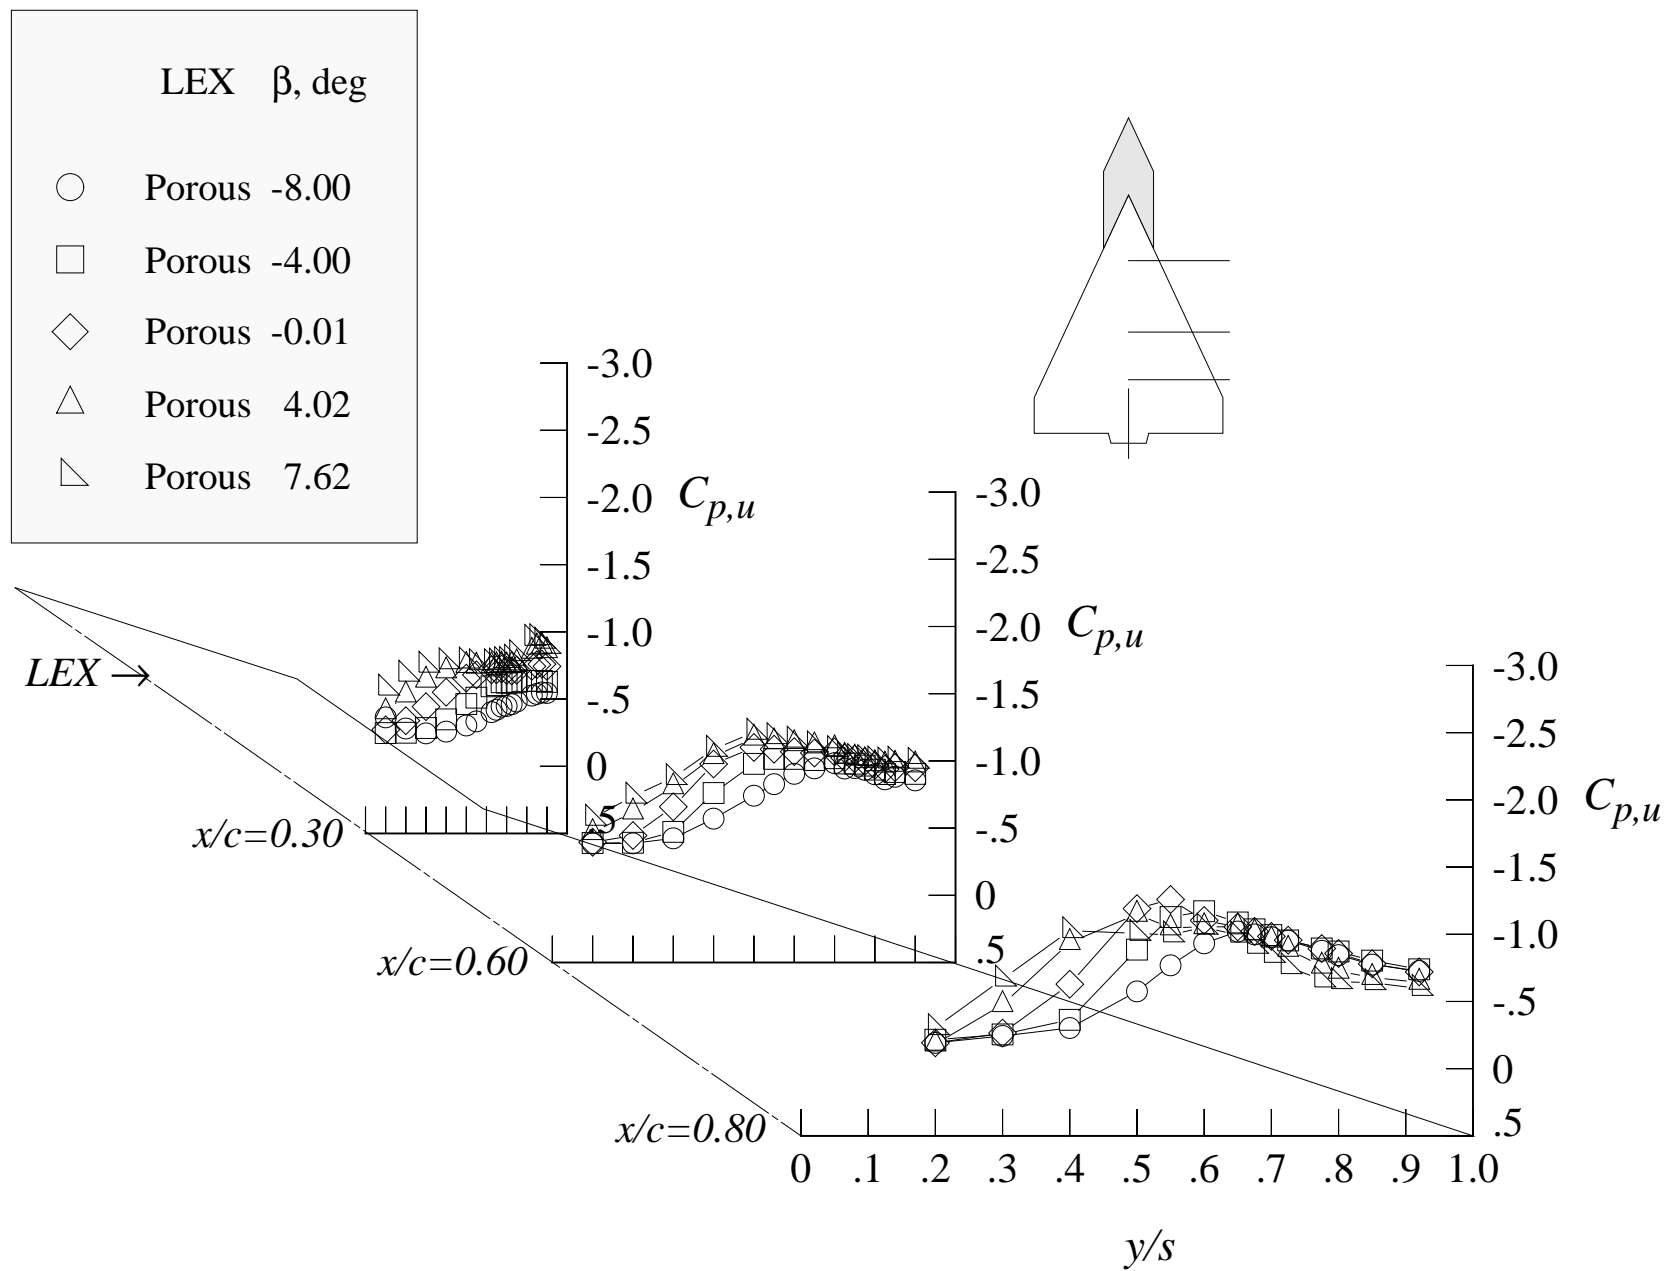 LEX β, deg
Porous -8.00
Porous -4.00
Porous -0.01
Porous 4.02
Porous 7.62
-3.0
-2.5
-2.0
-1.5
-1.0
-.5
0
.5
Cp,u
LEX →
x/c=0.30
-3.0
-2.5
-2.0
-1.5
-1.0
-.5
0
.5
Cp,u
x/c=0.60
-3.0
-2.5
-2.0
-1.5
-1.0
-.5
0
.5
Cp,u
x/c=0.80
0 .1 .2 .3 .4 .5 .6 .7 .8 .9 1.0
y/s